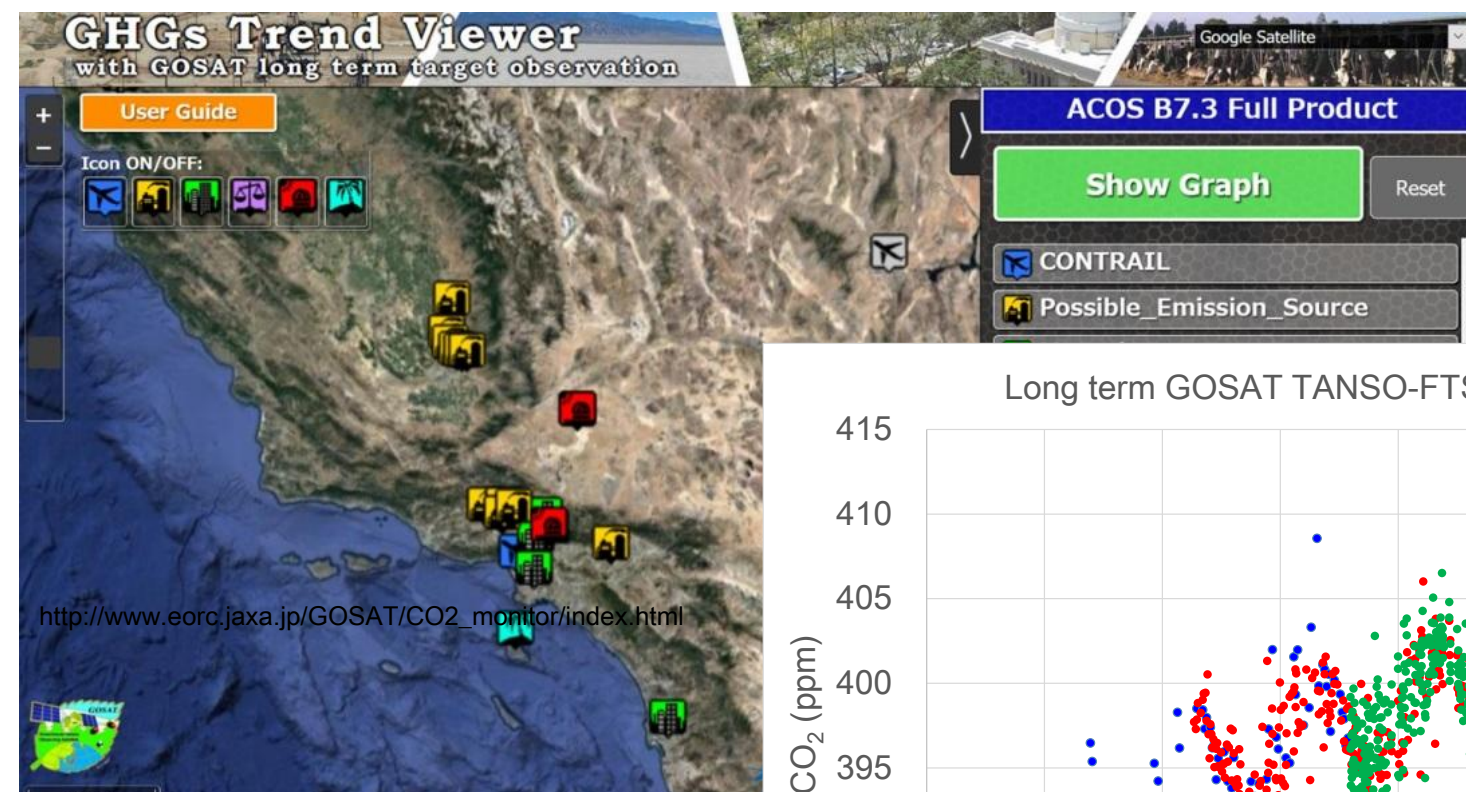 GHGs Trend Viewer
with GOSAT long term target observation
Google Satellite
+
User Guide
−
Icon ON/OFF:
ACOS B7.3 Full Product
Show Graph
Reset
CONTRAIL
Possible_Emission_Source
Long term GOSAT TANSO-FTS
415
410
405
400
395
CO₂ (ppm)
http://www.eorc.jaxa.jp/GOSAT/CO2_monitor/index.html
GOSAT